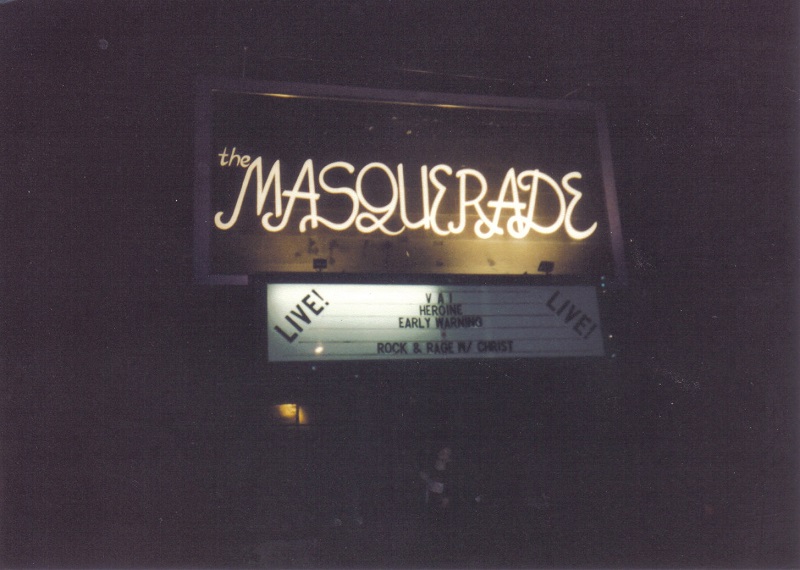 the
MASQUERADE
LIVE!
V A I
HEROINE
EARLY WARNING
LIVE!
ROCK & RAGE W/ CHRIST